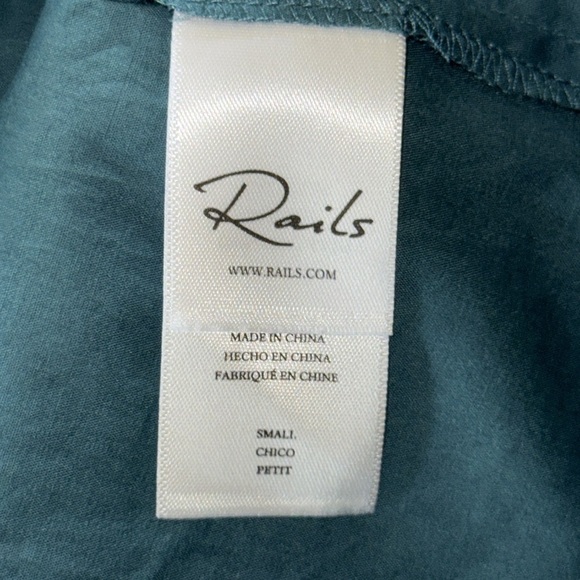 Rails
WWW.RAILS.COM
MADE IN CHINA
HECHO EN CHINA
FABRIQUÉ EN CHINE
SMALL
CHICO
PETIT